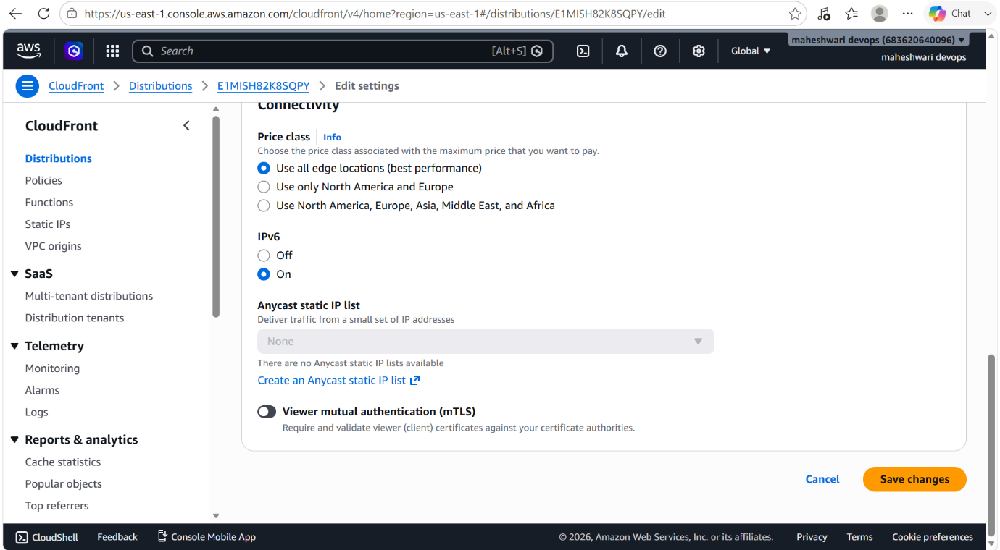 https://us-east-1.console.aws.amazon.com/cloudfront/v4/home?region=us-east-1#/distributions/E1MISH82K8SQPY/edit
Chat
aws
Search
[Alt+S]
Global
maheshwari devops (683620640096)
maheshwari devops
CloudFront
Distributions
E1MISH82K8SQPY
Edit settings
CloudFront
Distributions
Policies
Functions
Static IPs
VPC origins
SaaS
Multi-tenant distributions
Distribution tenants
Telemetry
Monitoring
Alarms
Logs
Reports & analytics
Cache statistics
Popular objects
Top referrers
Connectivity
Price class
Info
Choose the price class associated with the maximum price that you want to pay.
Use all edge locations (best performance)
Use only North America and Europe
Use North America, Europe, Asia, Middle East, and Africa
IPv6
Off
On
Anycast static IP list
Deliver traffic from a small set of IP addresses
None
There are no Anycast static IP lists available
Create an Anycast static IP list
Viewer mutual authentication (mTLS)
Require and validate viewer (client) certificates against your certificate authorities.
Cancel
Save changes
CloudShell
Feedback
Console Mobile App
© 2026, Amazon Web Services, Inc. or its affiliates.
Privacy
Terms
Cookie preferences